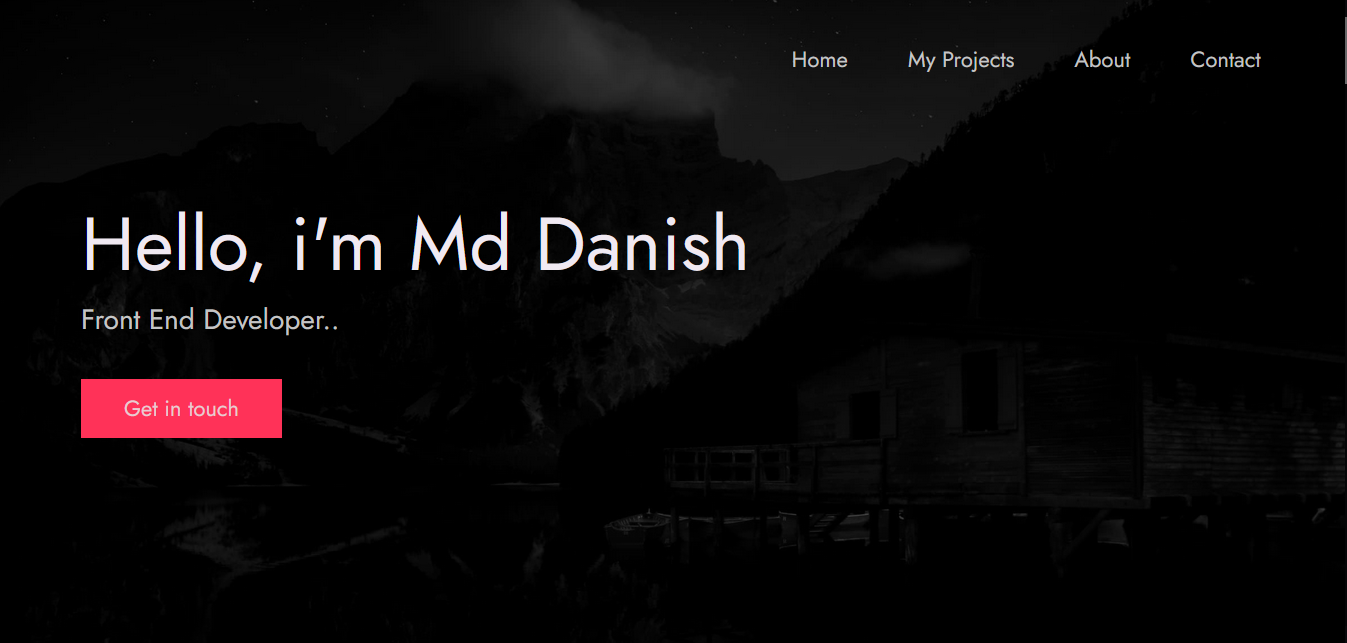 Home My Projects About Contact
Hello, i'm Md Danish
Front End Developer..
Get in touch